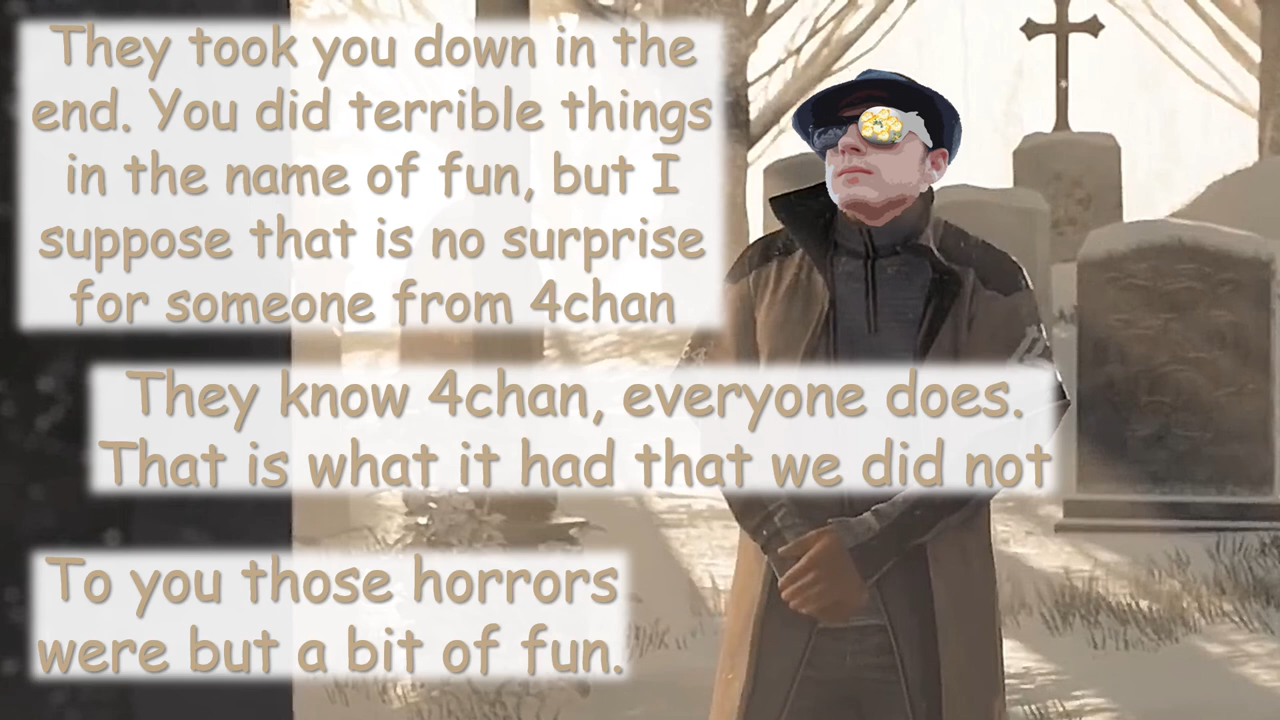 They took you down in the
end. You did terrible things
in the name of fun, but I
suppose that is no surprise
for someone from 4chan
They know 4chan, everyone does.
That is what it had that we did not
To you those horrors
were but a bit of fun.